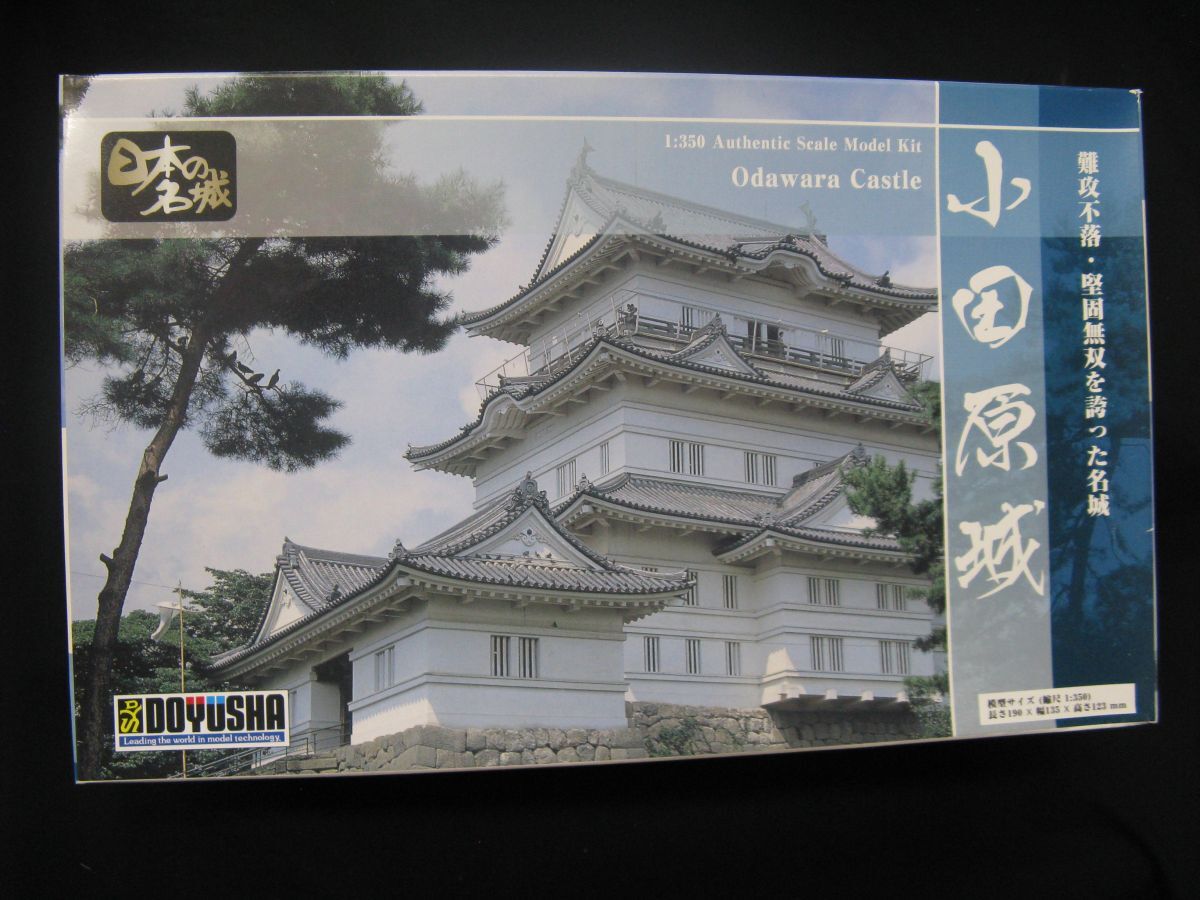 日本の
名城
1:350 Authentic Scale Model Kit
Odawara Castle
小田原城
難攻不落・堅固無双を誇った名城
模型サイズ (縮尺 1:350)
長さ190 × 幅135 × 高さ123 mm
DOYUSHA
Leading the world in model technology.